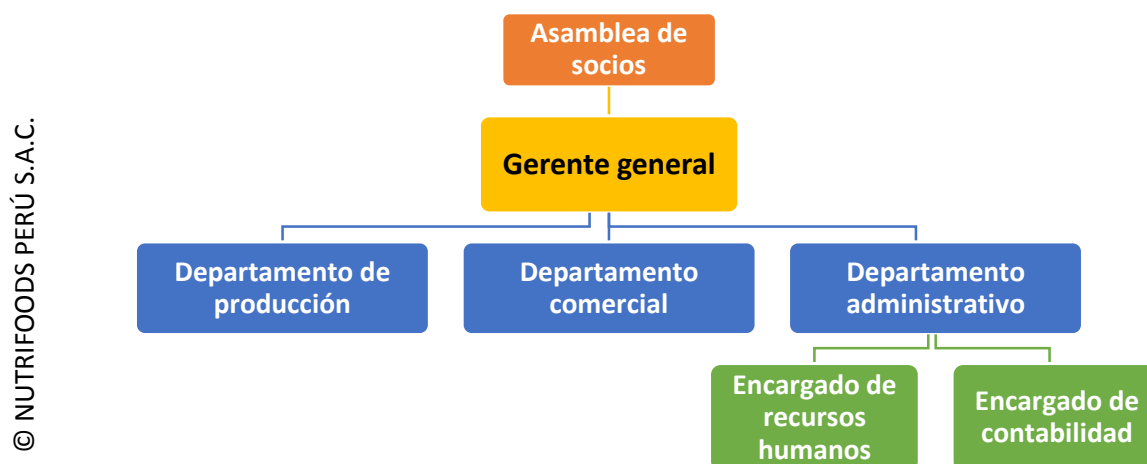 Asamblea de
socios
© NUTRIFOODS PERÚ S.A.C.
Gerente general
Departamento de
producción
Departamento
comercial
Departamento
administrativo
Encargado de
recursos
humanos
Encargado de
contabilidad